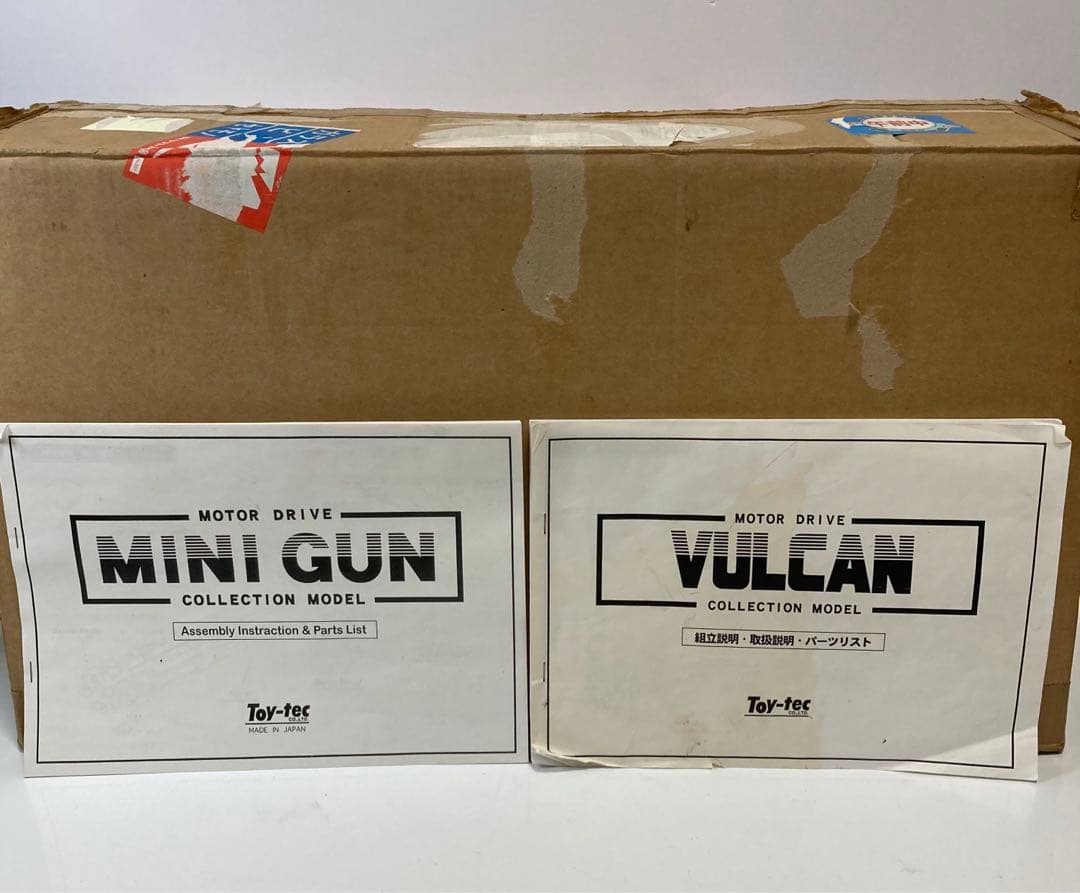 MOTOR DRIVE
MINI GUN
COLLECTION MODEL
Assembly Instraction & Parts List
Toy-tec
CO.,LTD.
MADE IN JAPAN
MOTOR DRIVE
VULCAN
COLLECTION MODEL
組立説明・取扱説明・パーツリスト
Toy-tec
CO.,LTD.